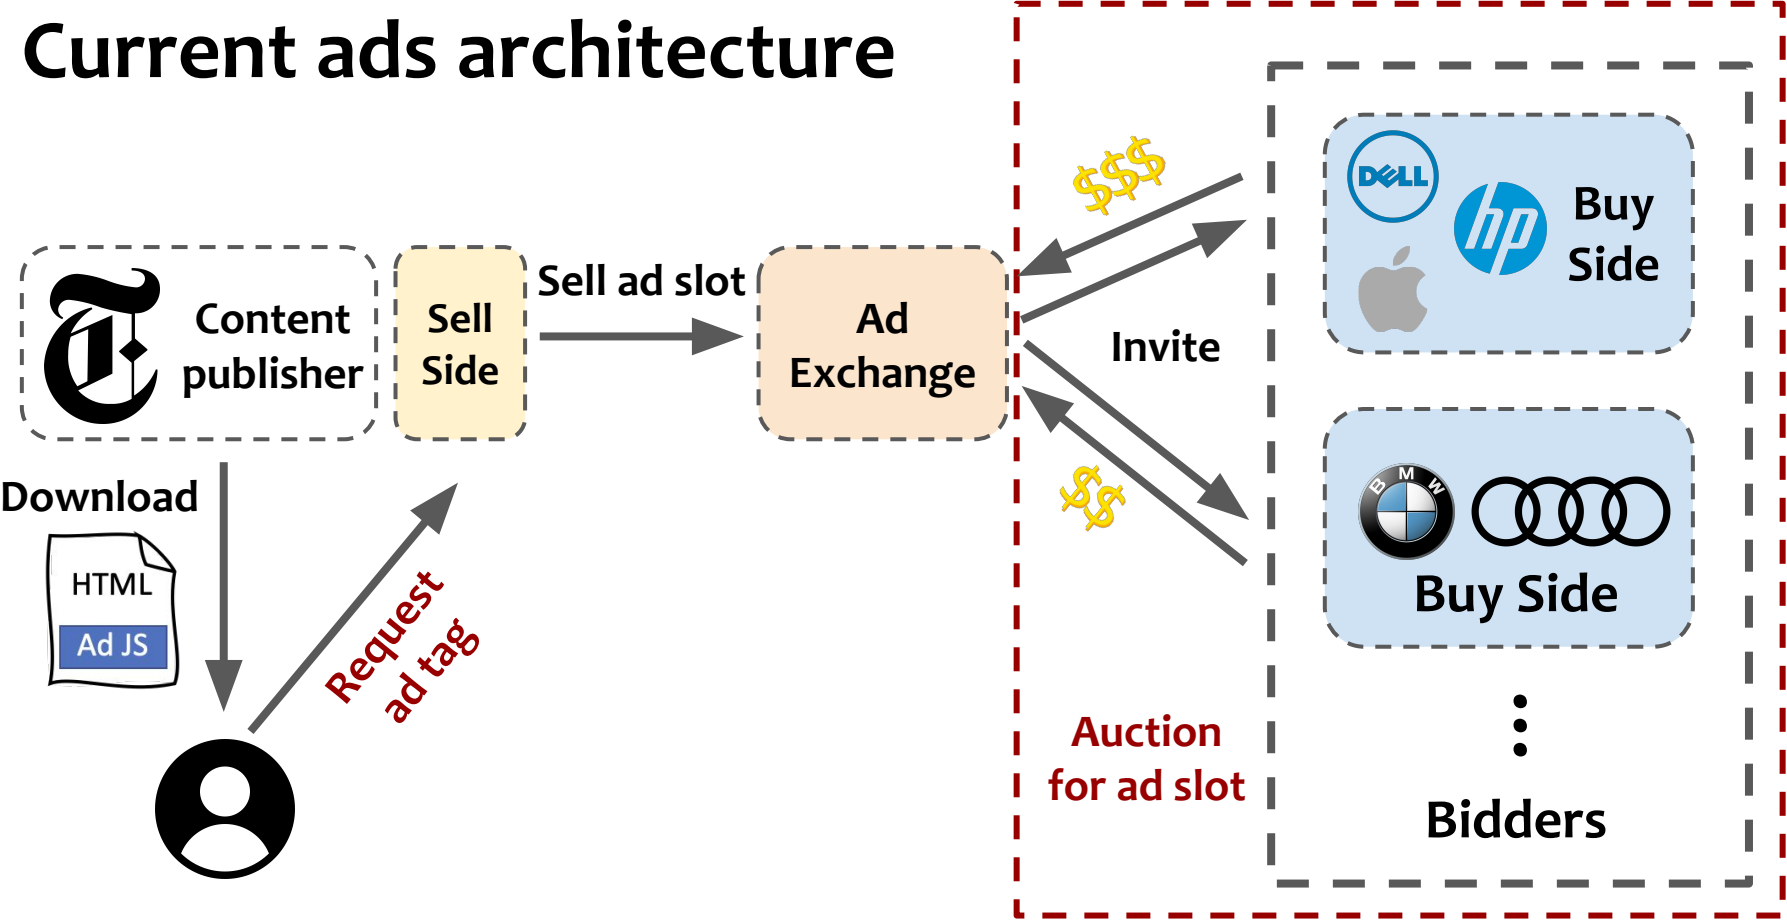 Current ads architecture
$$$
DELL
hp
Buy
Side
T
Content
publisher
Sell
Side
Sell ad slot
Ad
Exchange
Invite
Download
HTML
Ad JS
Request
ad tag
$$
BMW
Buy Side
Auction
for ad slot
Bidders